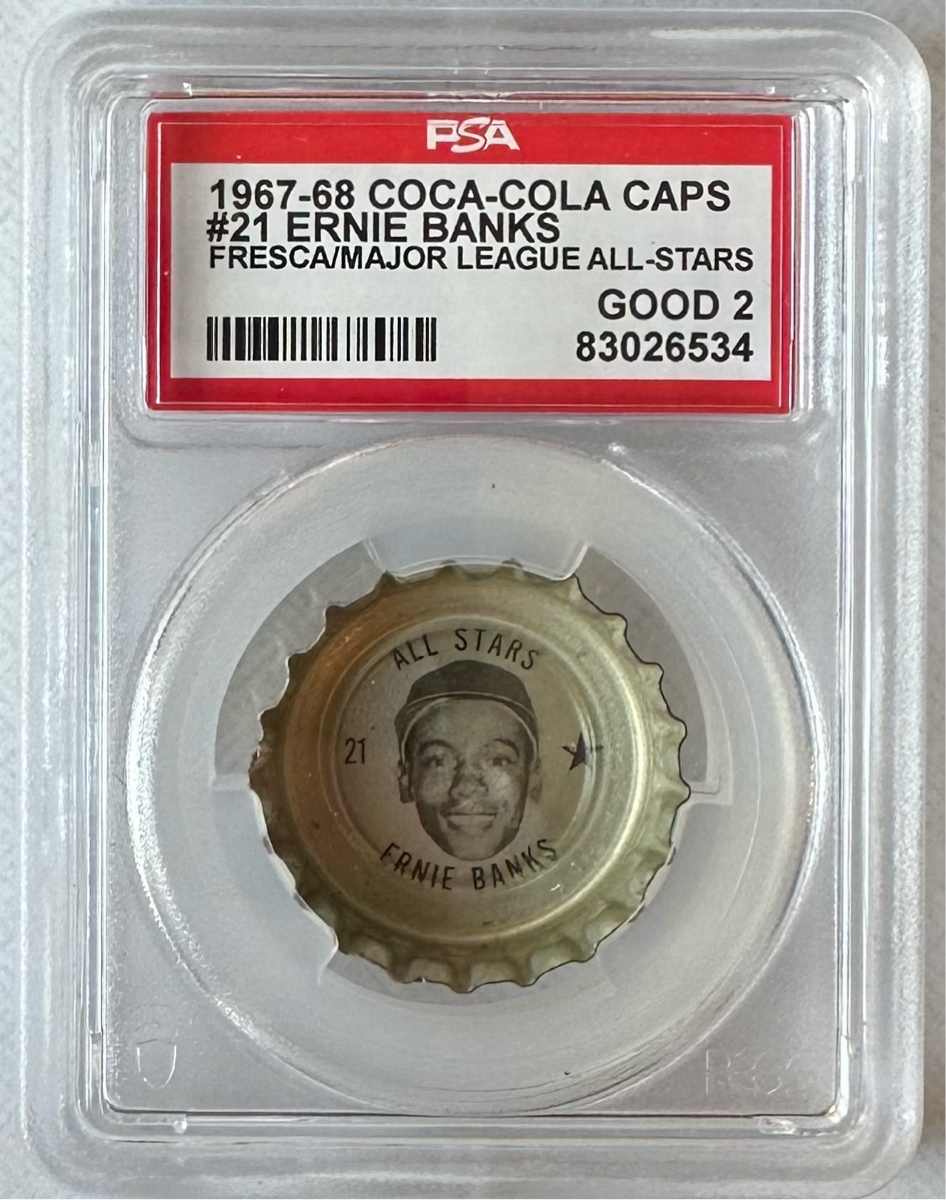 PSA
1967-68 COCA-COLA CAPS
#21 ERNIE BANKS
FRESCA/MAJOR LEAGUE ALL-STARS
GOOD 2
83026534
ALL STARS
21
ERNIE BANKS